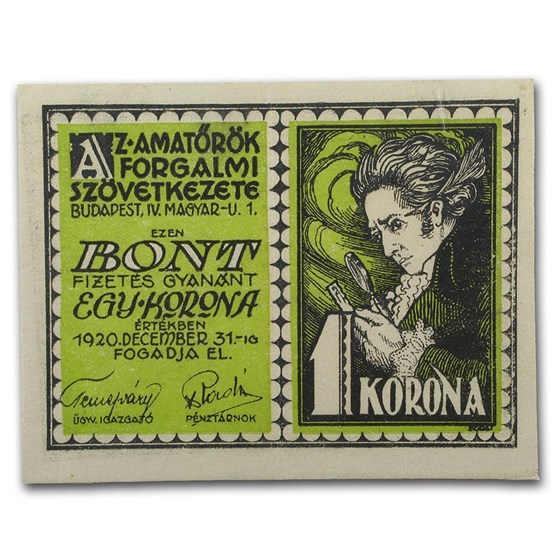 AZ·AMATŐRÖK
FORGALMI
SZÖVETKEZETE
BUDAPEST, IV. MAGYAR-U. 1.
EZEN
BONT
FIZETÉS GYANÁNT
EGY·KORONA
ÉRTÉKBEN
1920. DECEMBER 31.-IG
FOGADJA EL.
Temesváry
ÜGYV. IGAZGATÓ
PÉNZTÁRNOK
1 KORONA